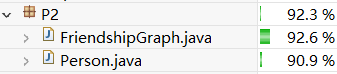 P2 92.3 %
FriendshipGraph.java 92.6 %
Person.java 90.9 %